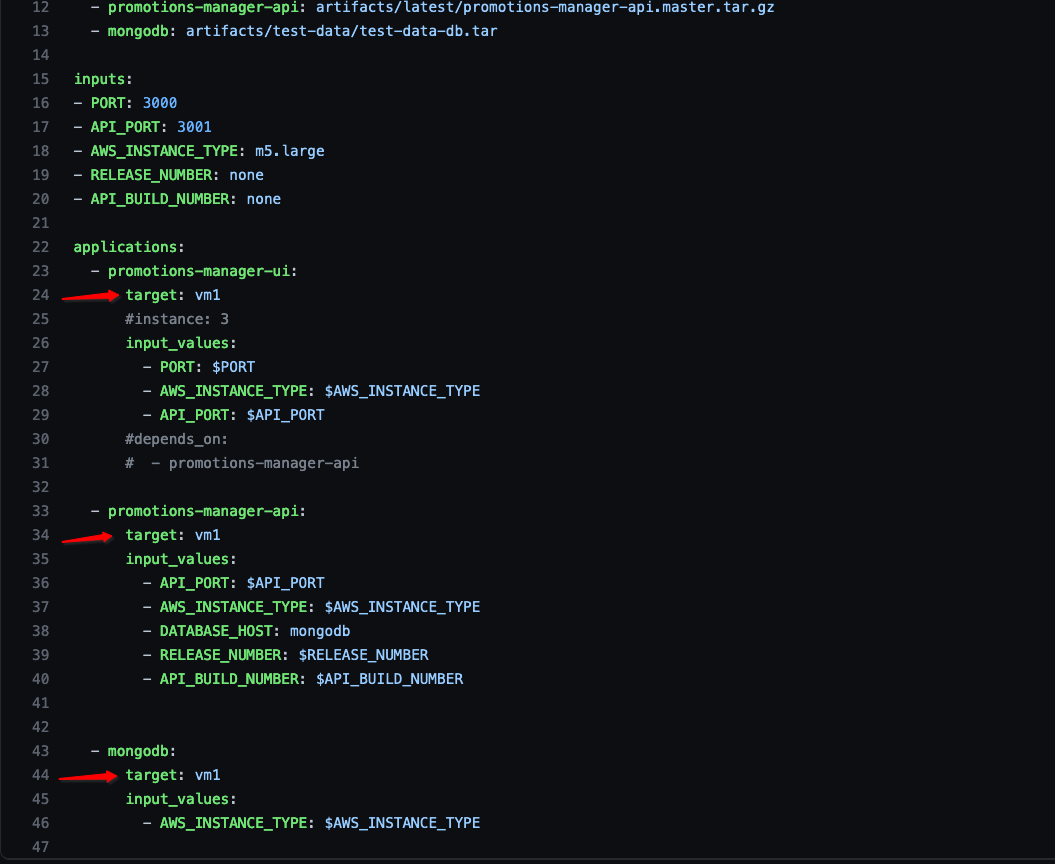 12 - promotions-manager-api: artifacts/latest/promotions-manager-api.master.tar.gz
13 - mongodb: artifacts/test-data/test-data-db.tar
14
15 inputs:
16 - PORT: 3000
17 - API_PORT: 3001
18 - AWS_INSTANCE_TYPE: m5.large
19 - RELEASE_NUMBER: none
20 - API_BUILD_NUMBER: none
21
22 applications:
23 - promotions-manager-ui:
24 target: vm1
25 #instance: 3
26 input_values:
27 - PORT: $PORT
28 - AWS_INSTANCE_TYPE: $AWS_INSTANCE_TYPE
29 - API_PORT: $API_PORT
30 #depends_on:
31 # - promotions-manager-api
32
33 - promotions-manager-api:
34 target: vm1
35 input_values:
36 - API_PORT: $API_PORT
37 - AWS_INSTANCE_TYPE: $AWS_INSTANCE_TYPE
38 - DATABASE_HOST: mongodb
39 - RELEASE_NUMBER: $RELEASE_NUMBER
40 - API_BUILD_NUMBER: $API_BUILD_NUMBER
41
42
43 - mongodb:
44 target: vm1
45 input_values:
46 - AWS_INSTANCE_TYPE: $AWS_INSTANCE_TYPE
47